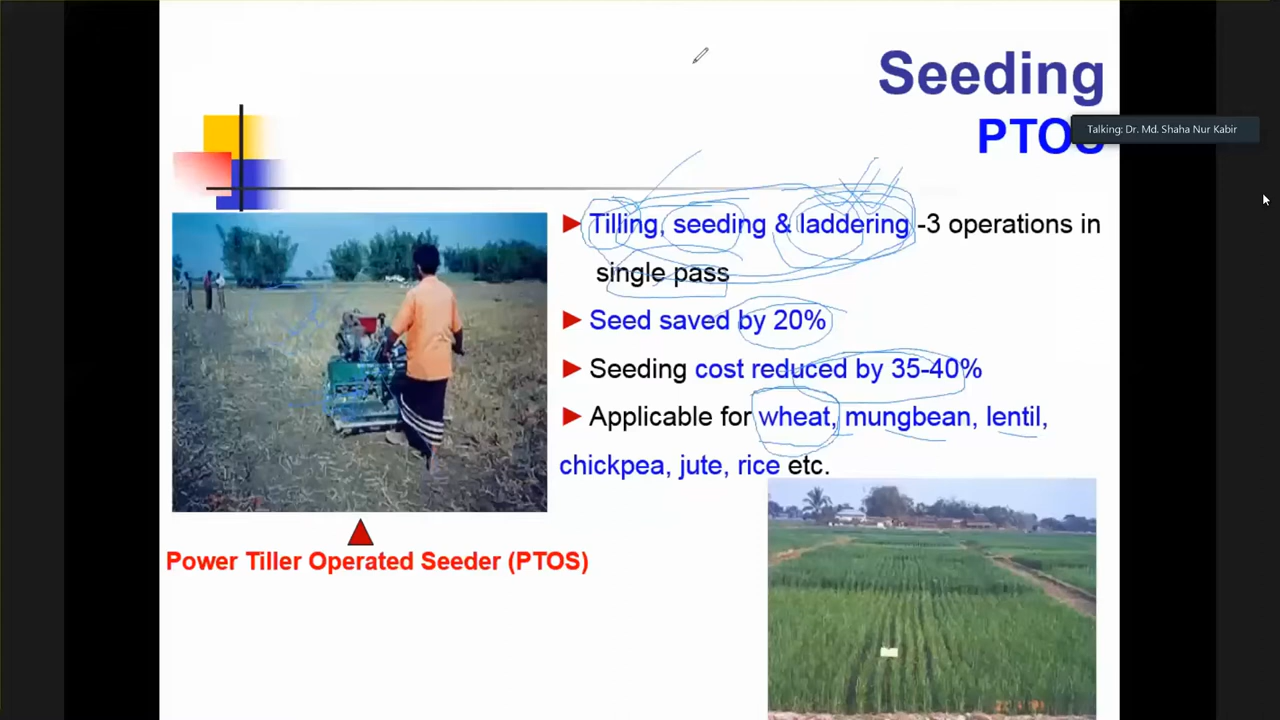 Seeding
PTOS
Talking: Dr. Md. Shaha Nur Kabir
Tilling, seeding & laddering -3 operations in
single pass
Seed saved by 20%
Seeding cost reduced by 35-40%
Applicable for wheat, mungbean, lentil,
chickpea, jute, rice etc.
Power Tiller Operated Seeder (PTOS)